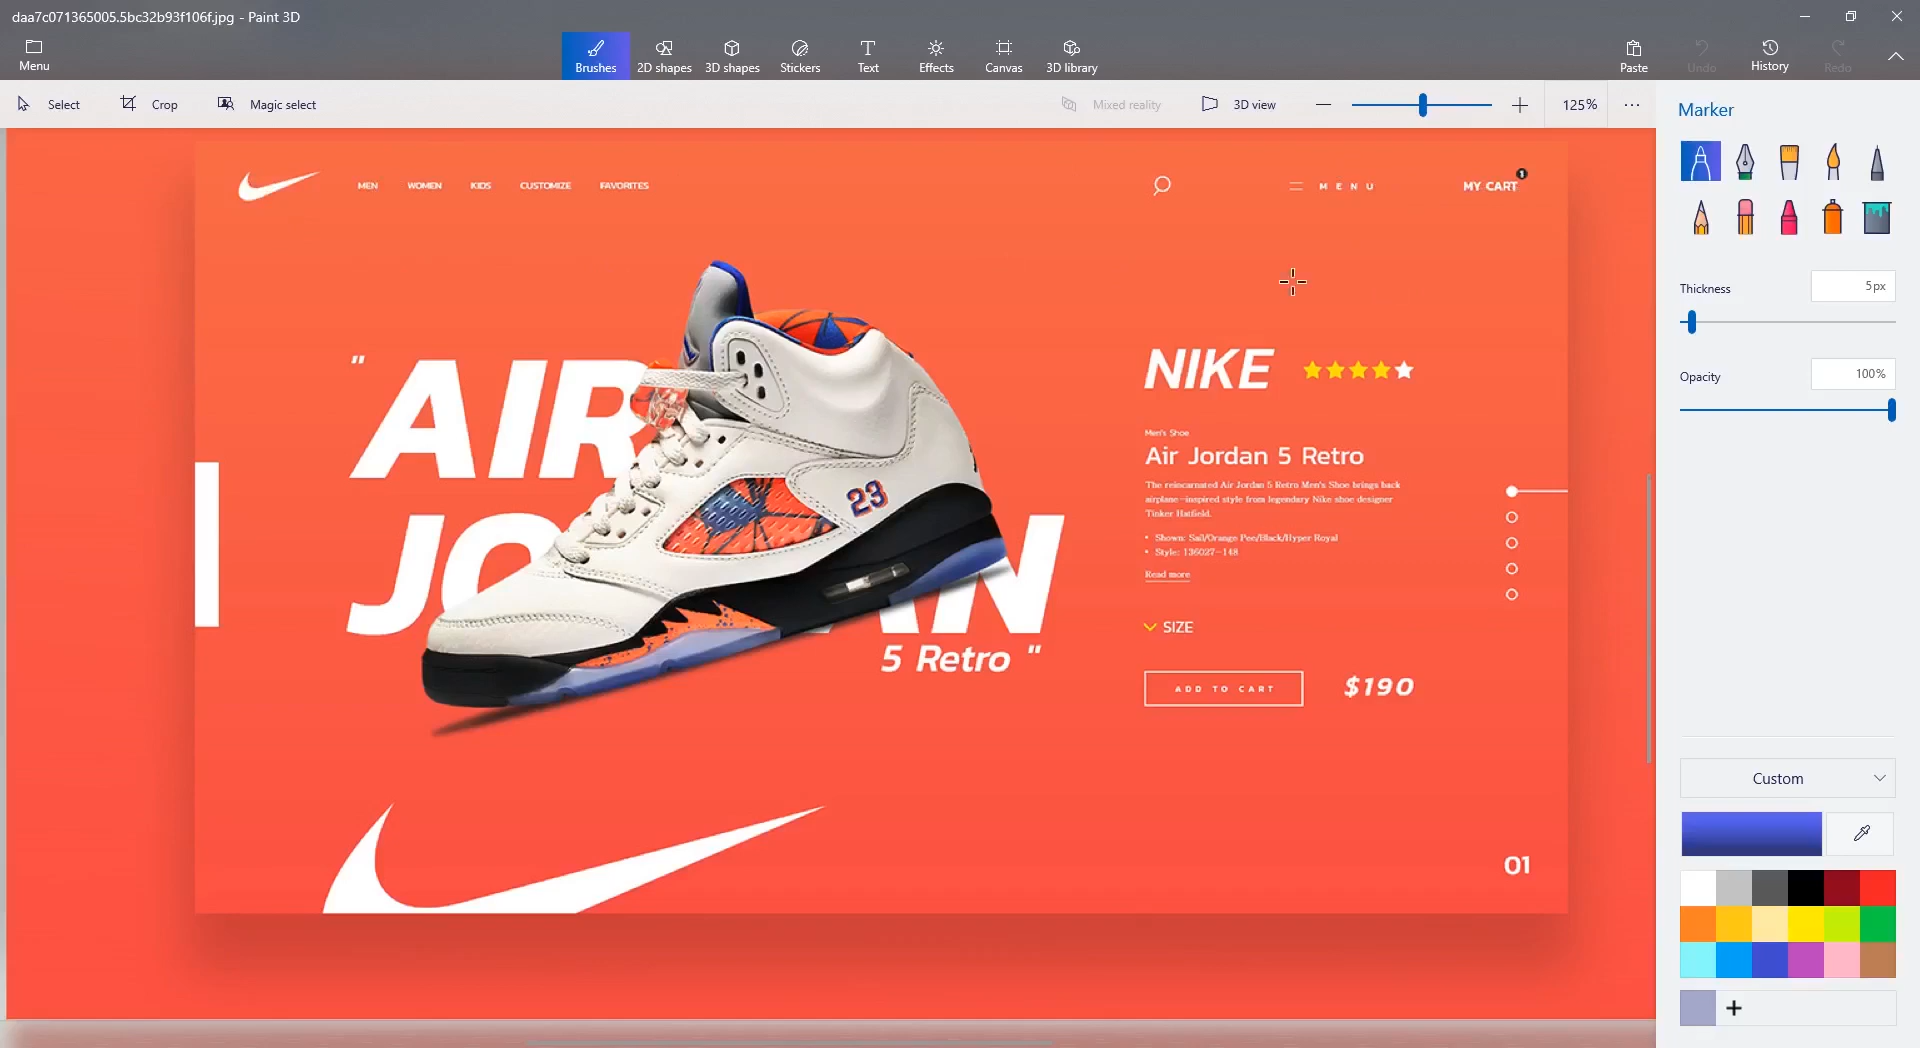 daa7c071365005.5bc32b93f106f.jpg - Paint 3D
Menu
Brushes
2D shapes
3D shapes
Stickers
Text
Effects
Canvas
3D library
Paste
Undo
History
Redo
Select
Crop
Magic select
Mixed reality
3D view
125%
Marker
Thickness
5px
Opacity
100%
Custom
MEN WOMEN KIDS CUSTOMIZE FAVORITES
MENU
MY CART 1
" AIR
JO AN
5 Retro "
23
NIKE
Men's Shoe
Air Jordan 5 Retro
The reincarnated Air Jordan 5 Retro Men's Shoe brings back
airplane-inspired style from legendary Nike shoe designer
Tinker Hatfield.
• Shown: Sail/Orange Peel/Black/Hyper Royal
• Style: 136027-148
Read more
SIZE
ADD TO CART
$190
01